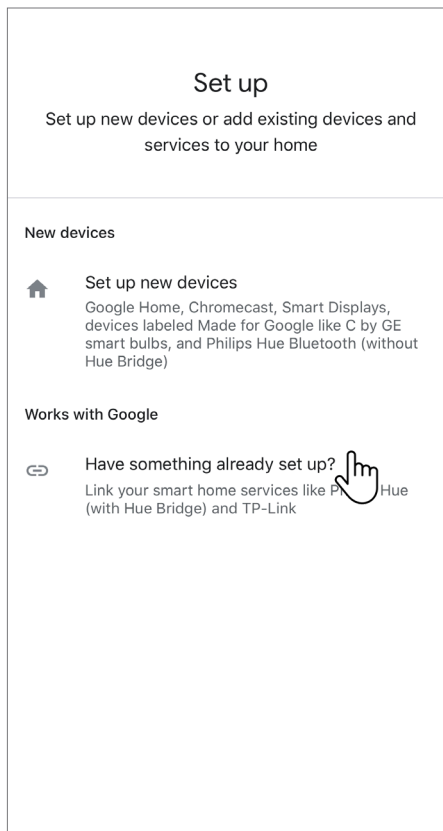 Set up
Set up new devices or add existing devices and
services to your home
New devices
Set up new devices
Google Home, Chromecast, Smart Displays,
devices labeled Made for Google like C by GE
smart bulbs, and Philips Hue Bluetooth (without
Hue Bridge)
Works with Google
Have something already set up?
Link your smart home services like Hue
(with Hue Bridge) and TP-Link